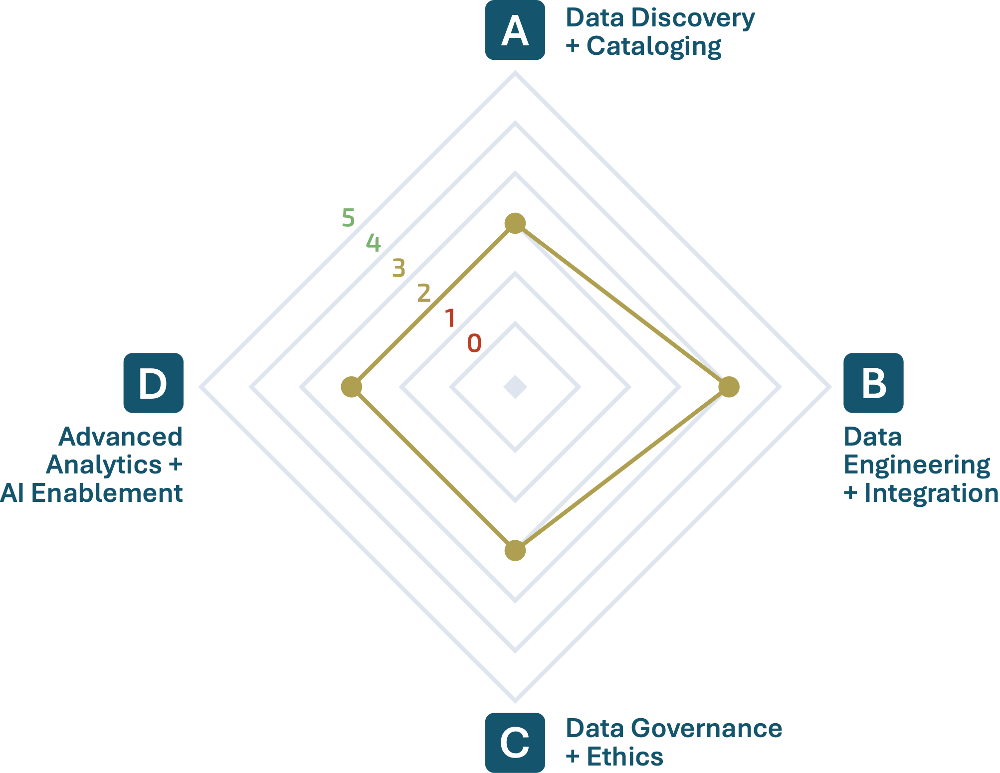 A
Data Discovery
+ Cataloging
5
4
3
2
1
0
D
Advanced
Analytics +
AI Enablement
B
Data
Engineering
+ Integration
C
Data Governance
+ Ethics